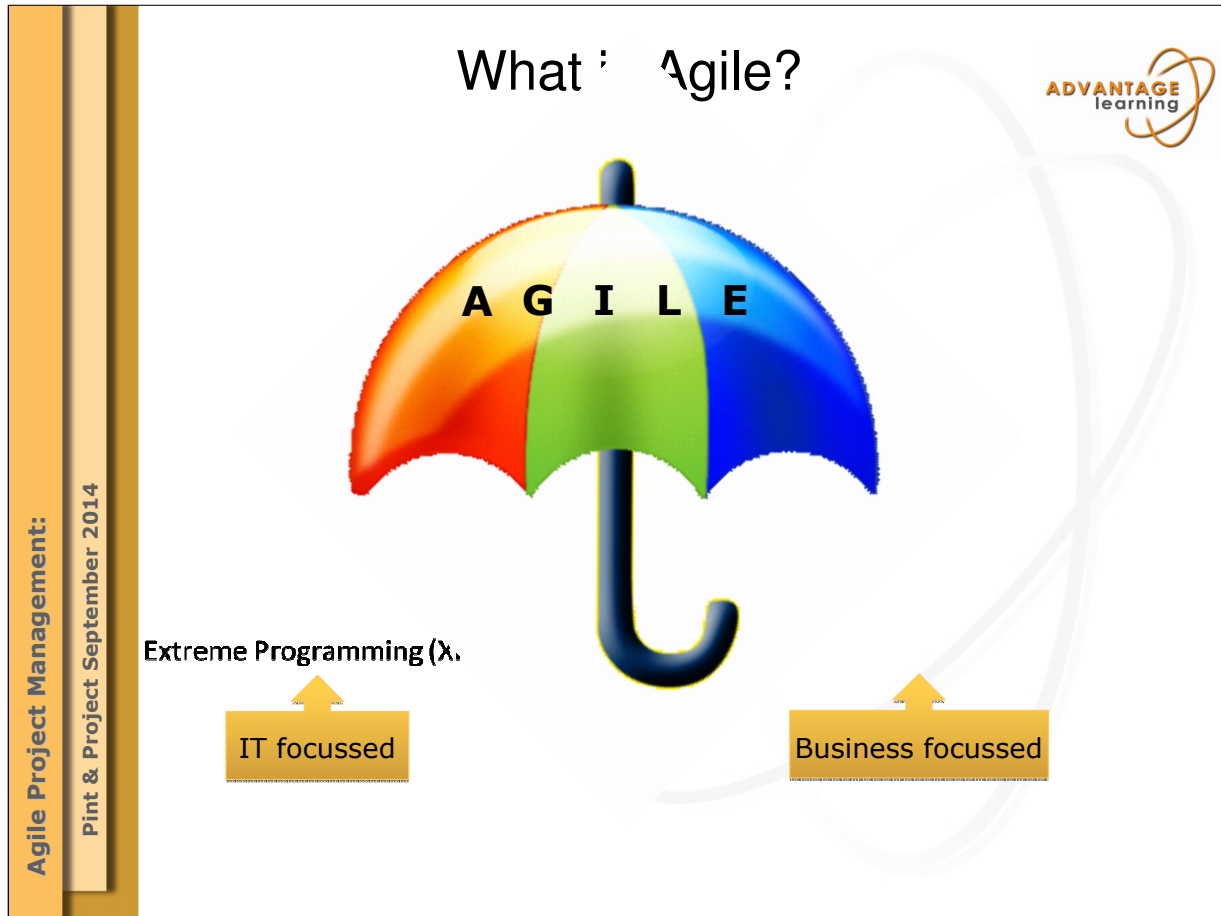 What i Agile?
ADVANTAGE
learning
A G I L E
Extreme Programming (X
IT focussed
Business focussed
Agile Project Management:
Pint & Project September 2014